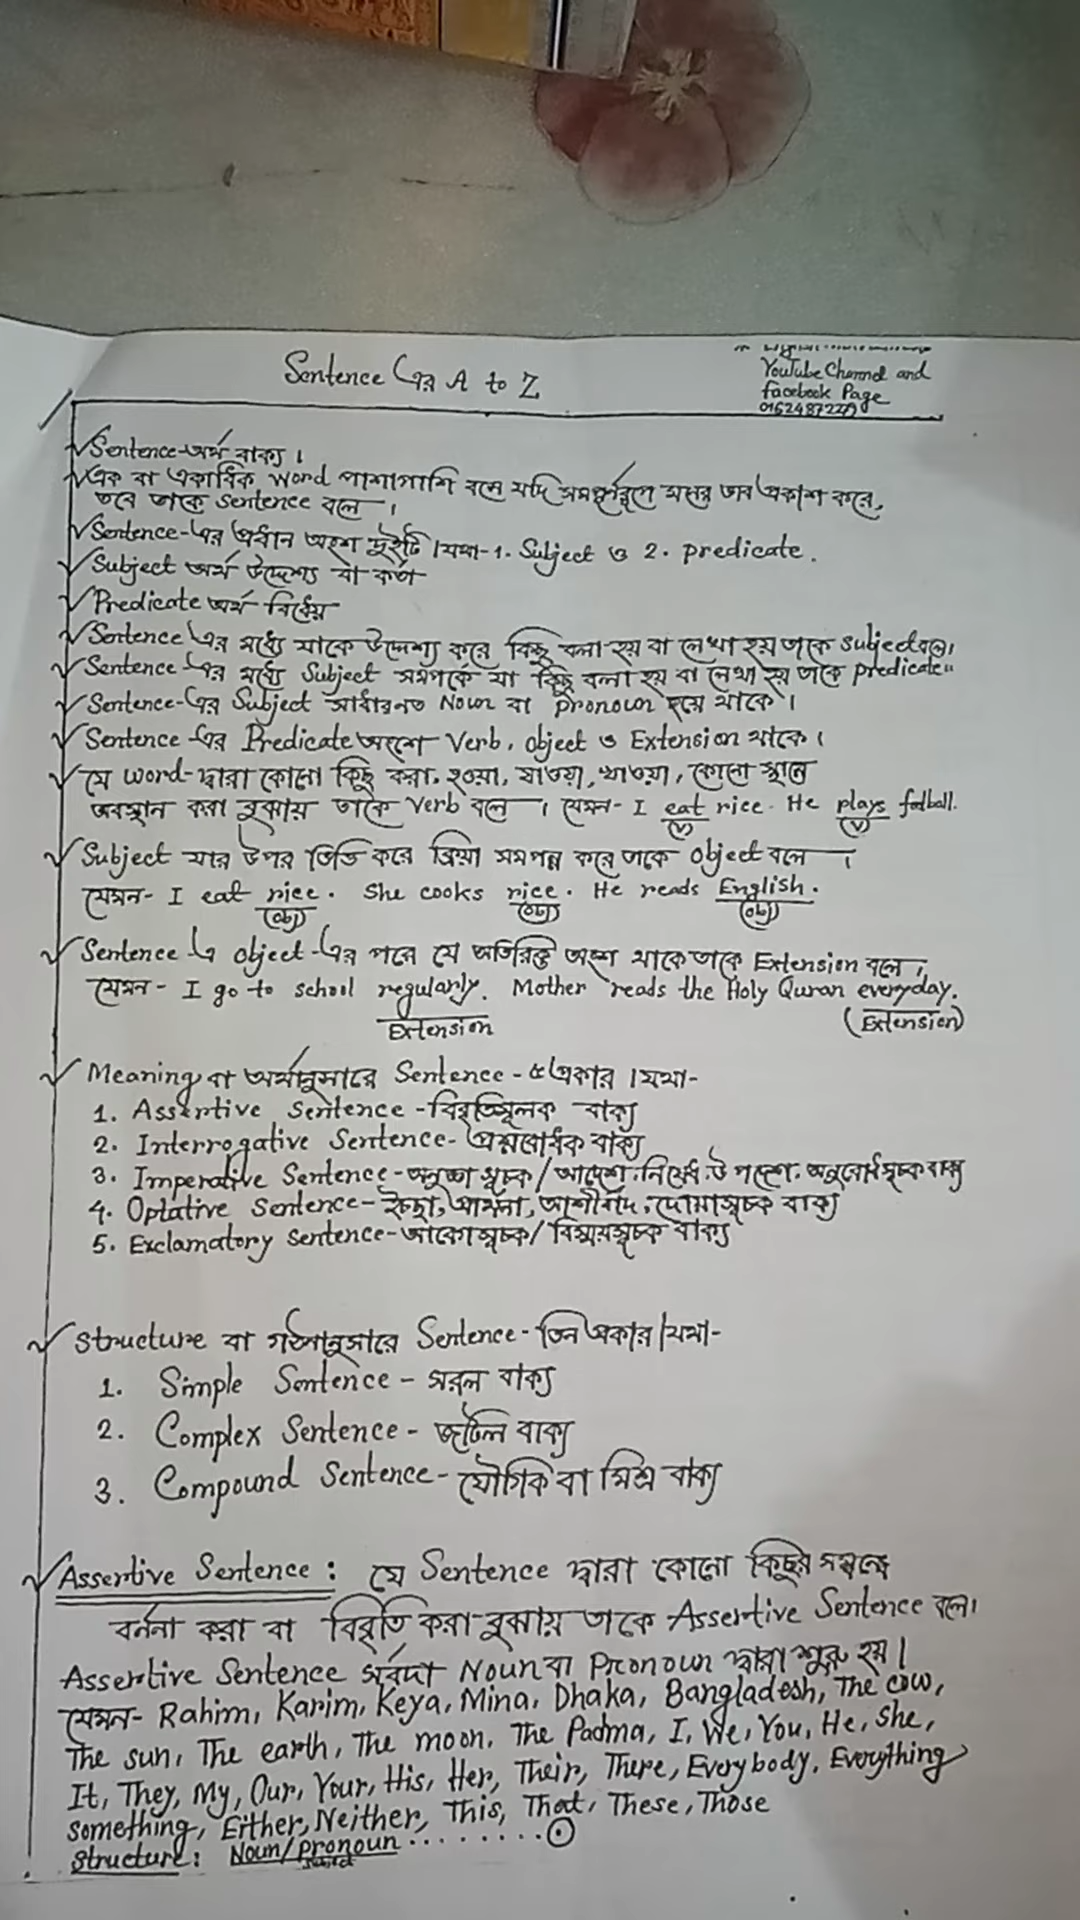 Sentence এর A to Z
YouTube Channel and
facebook Page
Sentence-অর্থ বাক্য।
এক বা একাধিক word পাশাপাশি বসে যদি সম্পূর্ণরূপে মনের ভাব প্রকাশ করে,
তবে তাকে sentence বলে।
Sentence-এর প্রধান অংশ দুইটি। যথা-1. Subject ও 2. predicate.
Subject অর্থ উদ্দেশ্য বা কর্তা
Predicate অর্থ বিধেয়
Sentence এর মধ্যে যাকে উদ্দেশ্য করে কিছু বলা হয় বা লেখা হয় তাকে subject বলে।
Sentence-এর মধ্যে Subject সম্পর্কে যা কিছু বলা হয় বা লেখা হয় তাকে predicate "
Sentence-এর Subject সাধারনত Noun বা pronoun হয়ে থাকে।
Sentence এর Predicate অংশে Verb, object ও Extension থাকে।
যে word-দ্বারা কোনো কিছু করা, হওয়া, যাওয়া, খাওয়া, কোনো স্থানে
অবস্থান করা বুঝায় তাকে verb বলে। যেমন- I eat rice. He plays football.
(v) (v)
Subject যার উপর ভিত্তি করে ক্রিয়া সম্পন্ন করে তাকে object বলে।
যেমন- I eat rice. She cooks rice. He reads English.
(obj) (obj) (obj)
Sentence এ object-এর পরে যে অতিরিক্ত অংশ থাকে তাকে Extension বলে।
যেমন- I go to school regularly. Mother reads the Holy Quran everyday.
Extension (Extension)
Meaning বা অর্থানুসারে Sentence - ৫ প্রকার। যথা-
1. Assertive sentence -বিবৃতিমূলক বাক্য
2. Interrogative Sentence- প্রশ্নবোধক বাক্য
3. Imperative Sentence-অনুজ্ঞা সূচক/আদেশ, নিষেধ, উপদেশ, অনুরোধসূচক বাক্য
4. Optative sentence-ইচ্ছা, প্রার্থনা, আশীর্বাদ, দোয়াসূচক বাক্য
5. Exclamatory sentence-আবেগসূচক/বিস্ময়সূচক বাক্য
structure বা গঠনানুসারে Sentence- তিন প্রকার। যথা-
1. Simple Sentence - সরল বাক্য
2. Complex Sentence - জটিল বাক্য
3. Compound Sentence-যৌগিক বা মিশ্র বাক্য
Assertive Sentence: যে Sentence দ্বারা কোনো কিছুর সম্বন্ধে
বর্ননা করা বা বিবৃতি করা বুঝায় তাকে Assertive Sentence বলে।
Assertive Sentence সর্বদা Noun বা Pronoun দ্বারা শুরু হয়।
যেমন- Rahim, Karim, Keya, Mina, Dhaka, Bangladesh, The cow,
The sun, The earth, The moon, The Padma, I, We, You, He, she,
It, They, My, Our, Your, His, Her, Their, There, Everybody, Everything
something, Either, Neither, This, That, These, Those
structure: Noun/pronoun